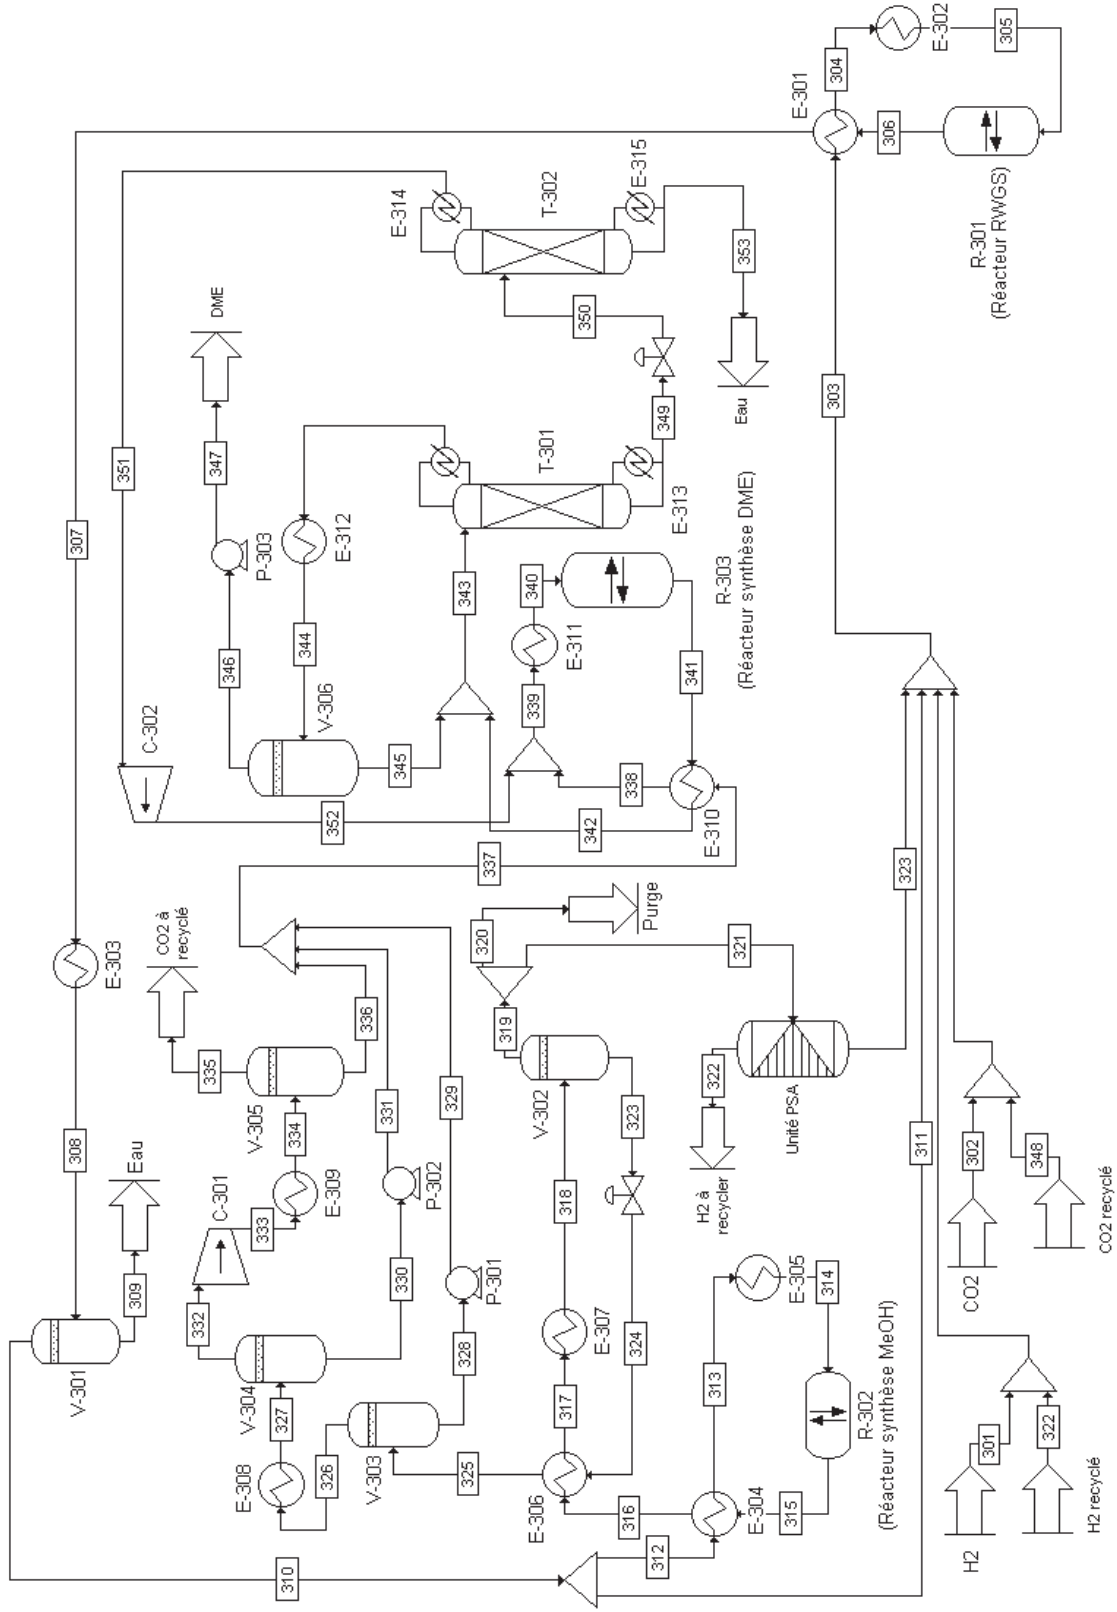 310
V-301
309
Eau
308
E-303
307
CO2 à
recyclé
335
351
C-302
332
C-301
333
V-304
327
E-308
334
E-309
V-305
336
DME
347
P-303
346
326
V-303
330
331
P-302
352
V-306
344
E-312
E-314
345
328
329
P-301
325
337
343
E-313
T-301
T-302
E-315
350
349
E-306
317
E-307
318
V-302
319
320
Purge
339
E-311
340
338
342
E-310
341
R-303
(Réacteur synthèse DME)
353
Eau
312
316
324
323
321
E-304
315
313
E-305
314
R-302
(Réacteur synthèse MeOH)
H2 à
recycler
322
Unité PSA
E-301
304
E-302
305
306
303
R-301
(Réacteur RWGS)
311
323
H2
301
322
H2 recyclé
CO2
302
348
CO2 recyclé